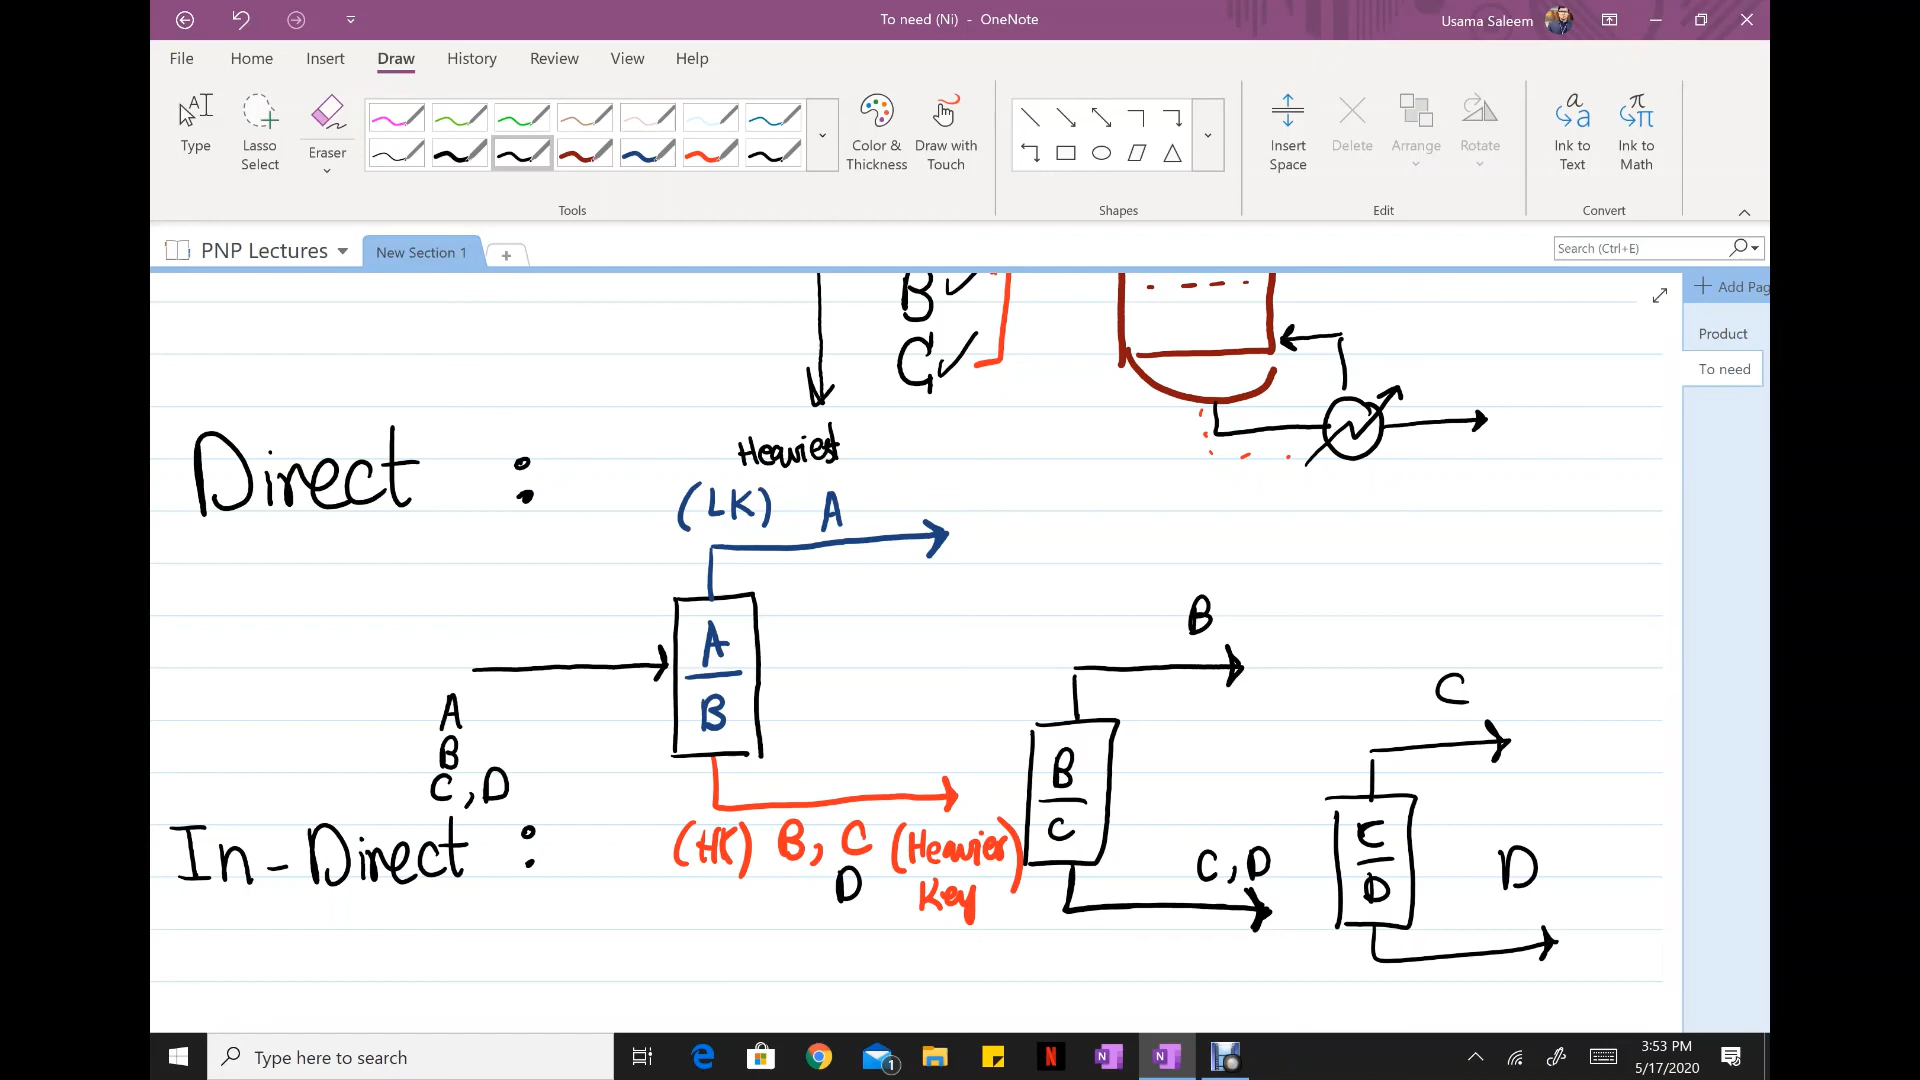 To need (Ni) - OneNote
Usama Saleem
File Home Insert Draw History Review View Help
Type
Lasso Select
Eraser
Color & Thickness
Draw with Touch
Insert Space
Delete
Arrange
Rotate
Ink to Text
Ink to Math
Tools
Shapes
Edit
Convert
PNP Lectures
New Section 1
Search (Ctrl+E)
Add Pag
Product
To need
B
C
Heaviest
Direct :
(LK) A
A
B
A
B
C, D
B
B
C
C, D
C
C
D
D
In-Direct :
(HK) B, C (Heavier Key)
D
Type here to search
1
3:53 PM
5/17/2020